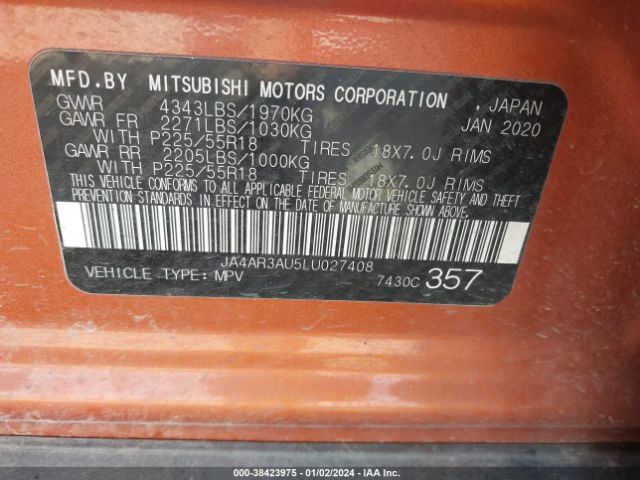 MFD.BY MITSUBISHI MOTORS CORPORATION , JAPAN
GVWR 4343LBS/1970KG JAN 2020
GAWR FR 2271LBS/1030KG
WITH P225/55R18 TIRES 18X7.0J RIMS
GAWR RR 2205LBS/1000KG
WITH P225/55R18 TIRES 18X7.0J RIMS
THIS VEHICLE CONFORMS TO ALL APPLICABLE FEDERAL MOTOR VEHICLE SAFETY AND THEFT
PREVENTION STANDARDS IN EFFECT ON THE DATE OF MANUFACTURE SHOWN ABOVE.
JA4AR3AU5LU027408
VEHICLE TYPE: MPV 7430C 357
000-38423975 - 01/02/2024 - IAA Inc.